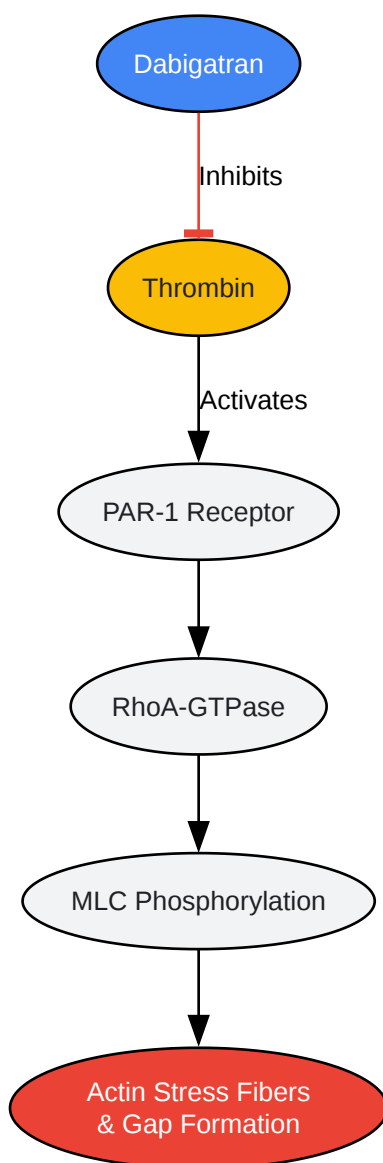 Dabigatran
Inhibits
Thrombin
Activates
PAR-1 Receptor
RhoA-GTPase
MLC Phosphorylation
Actin Stress Fibers
& Gap Formation